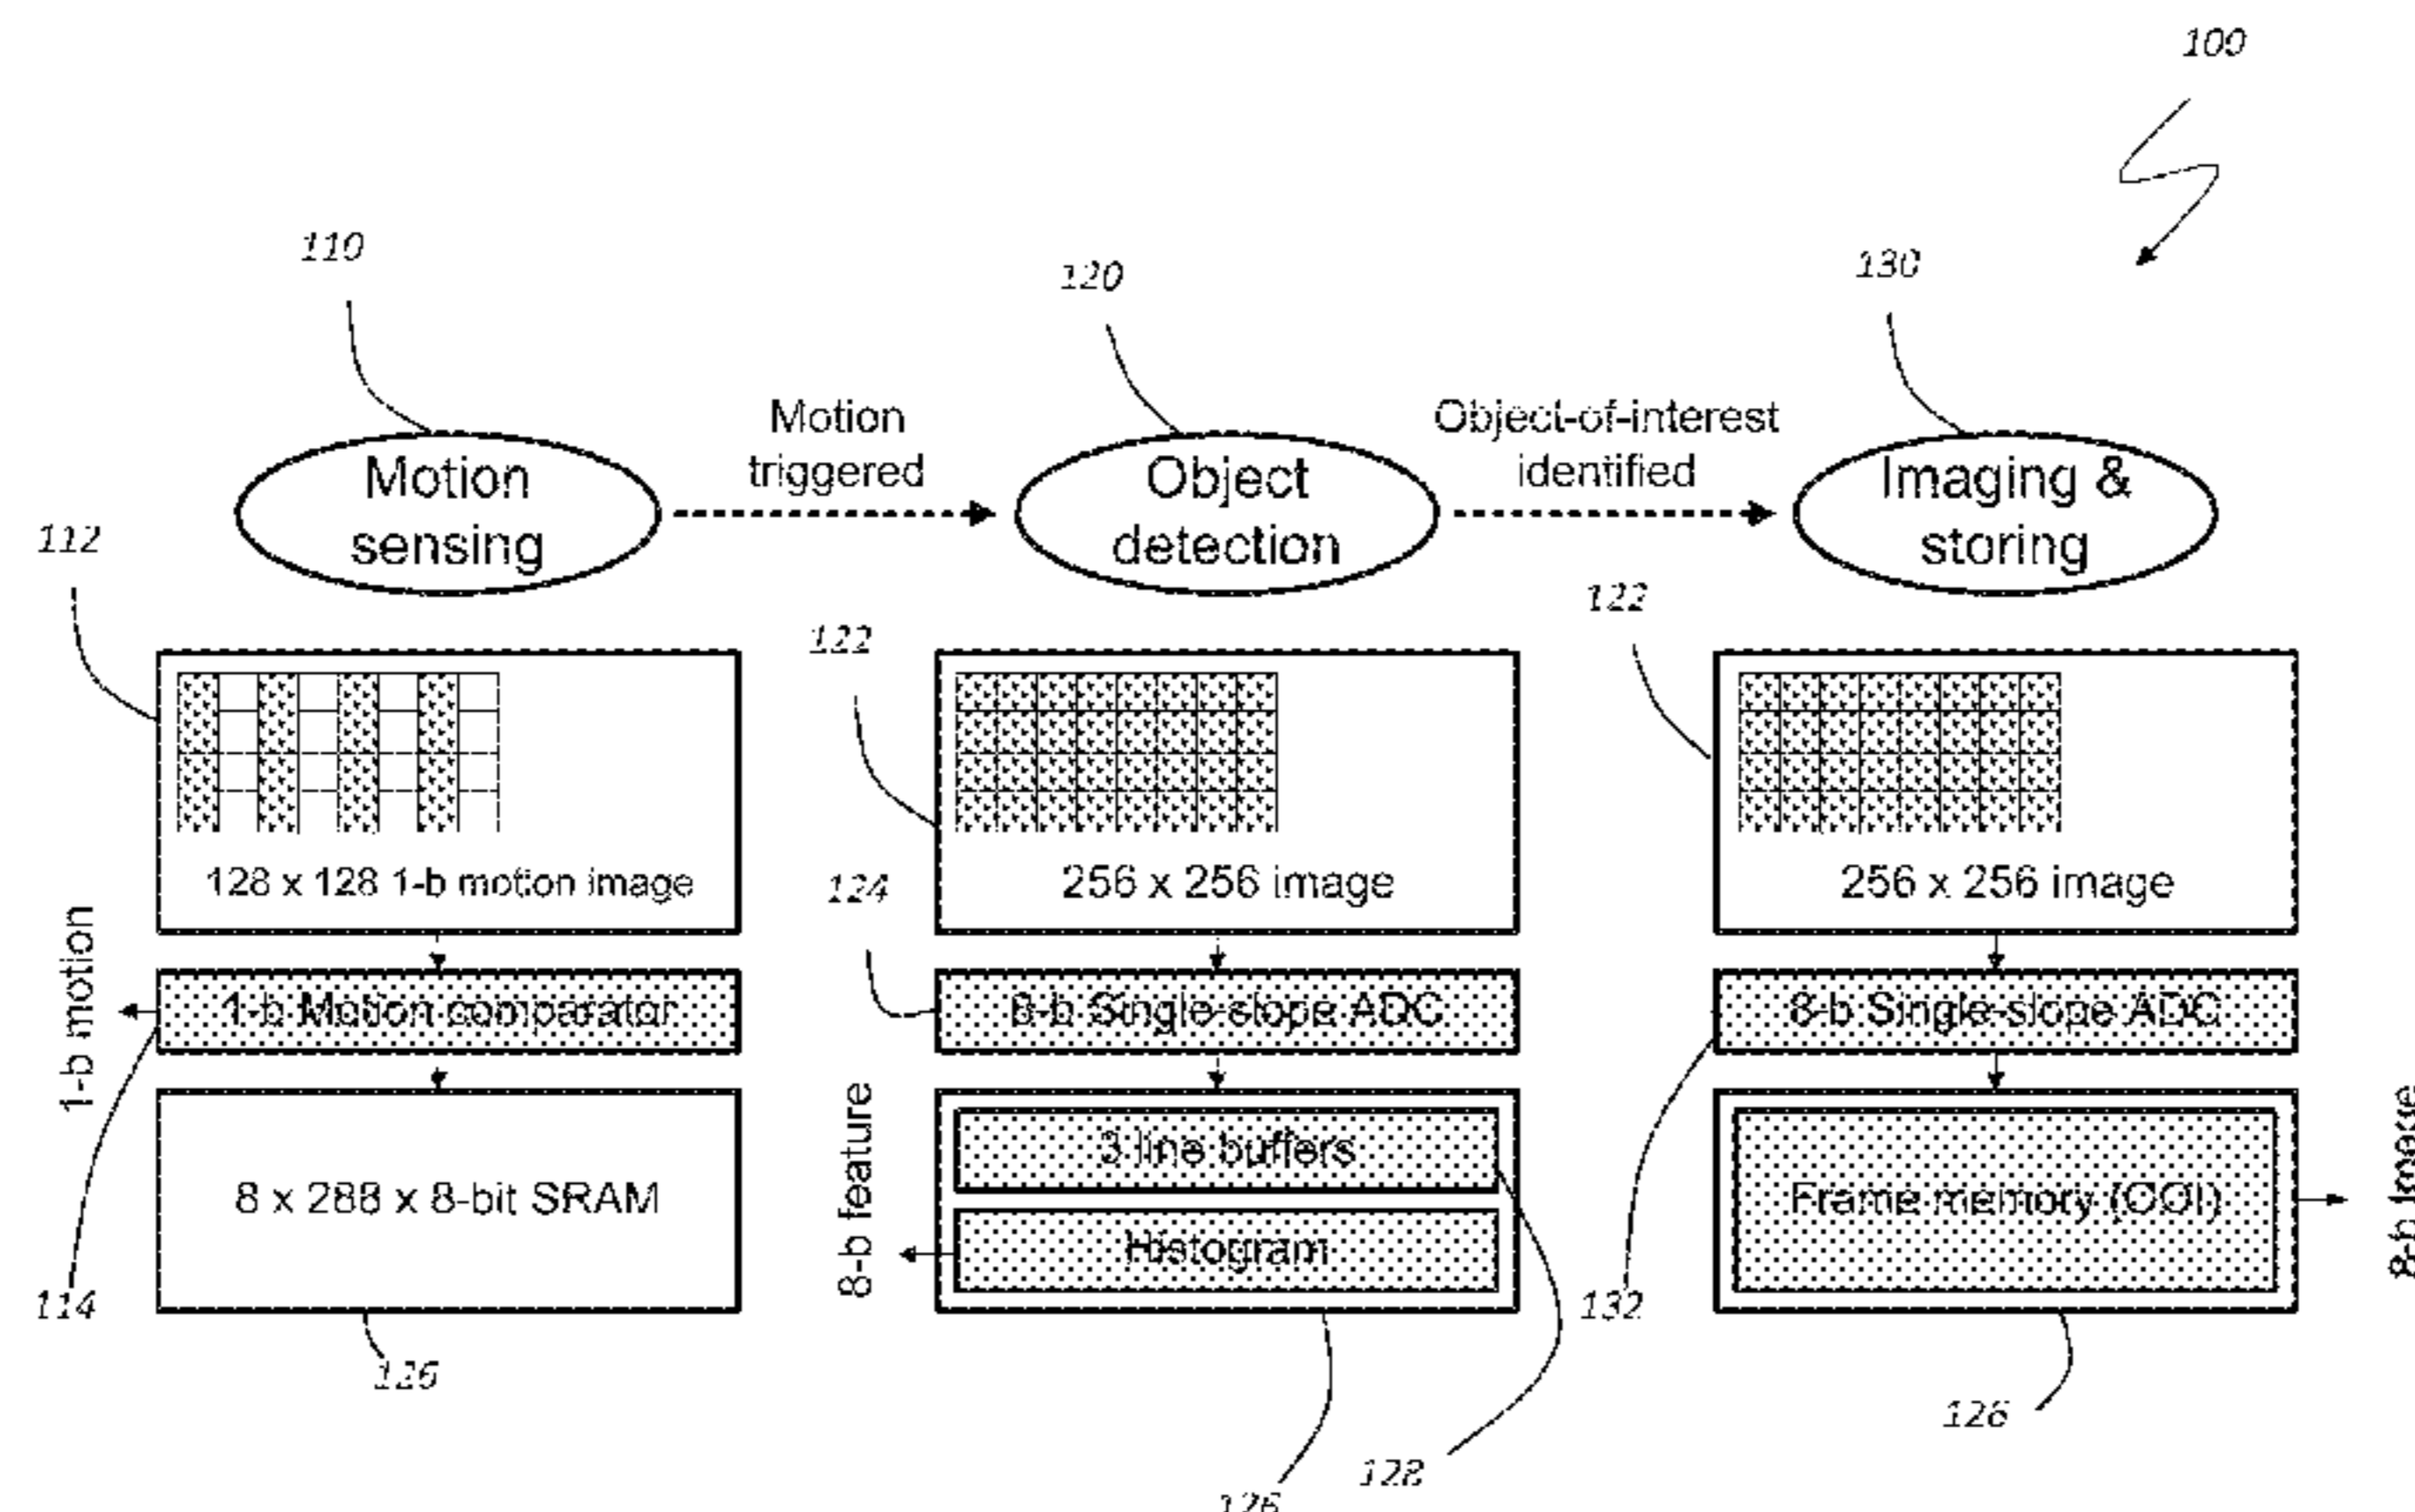 100
110
120
130
Motion
triggered
Object-of-interest
identified
Motion
sensing
Object
detection
Imaging &
storing
112
122
122
128 x 128 1-b motion image
256 x 256 image
256 x 256 image
124
1-b motion
1-b Motion comparator
Single-slope ADC
8-b Single-slope ADC
8 x 288 x 8-bit SRAM
8-b feature
3 line buffers
Histogram
Frame memory (OOI)
8-b Image
114
126
132
128
126
126